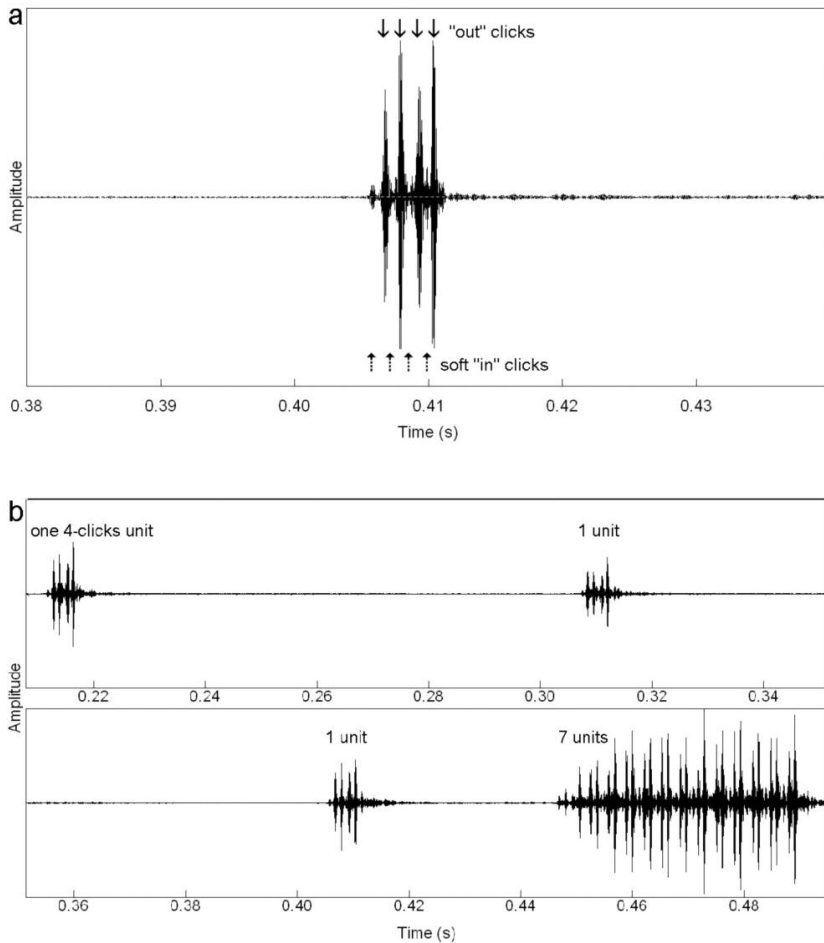 a
"out" clicks
Amplitude
soft "in" clicks
0.38 0.39 0.40 0.41 0.42 0.43
Time (s)
b
one 4-clicks unit 1 unit
0.22 0.24 0.26 0.28 0.30 0.32 0.34
Amplitude
1 unit 7 units
0.36 0.40 0.42 0.44 0.46 0.48
Time (s)